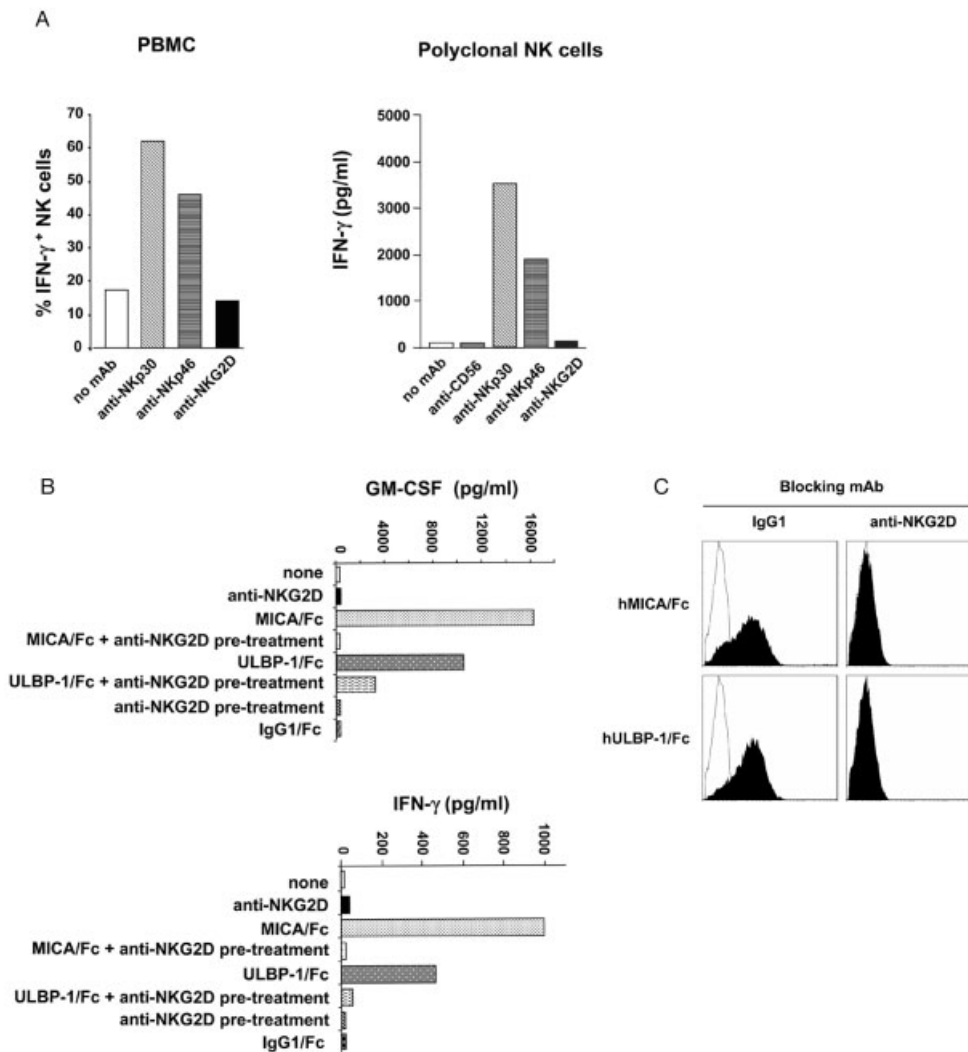 A
PBMC
% IFN-γ+ NK cells
70
60
50
40
30
20
10
0
no mAb
anti-NKp30
anti-NKp46
anti-NKG2D
Polyclonal NK cells
IFN-γ (pg/ml)
5000
4000
3000
2000
1000
0
no mAb
anti-CD56
anti-NKp30
anti-NKp46
anti-NKG2D
B
GM-CSF (pg/ml)
0 4000 8000 12000 16000
none
anti-NKG2D
MICA/Fc
MICA/Fc + anti-NKG2D pre-treatment
ULBP-1/Fc
ULBP-1/Fc + anti-NKG2D pre-treatment
anti-NKG2D pre-treatment
IgG1/Fc
IFN-γ (pg/ml)
0 200 400 600 800 1000
none
anti-NKG2D
MICA/Fc
MICA/Fc + anti-NKG2D pre-treatment
ULBP-1/Fc
ULBP-1/Fc + anti-NKG2D pre-treatment
anti-NKG2D pre-treatment
IgG1/Fc
C
Blocking mAb
IgG1 anti-NKG2D
hMICA/Fc
hULBP-1/Fc